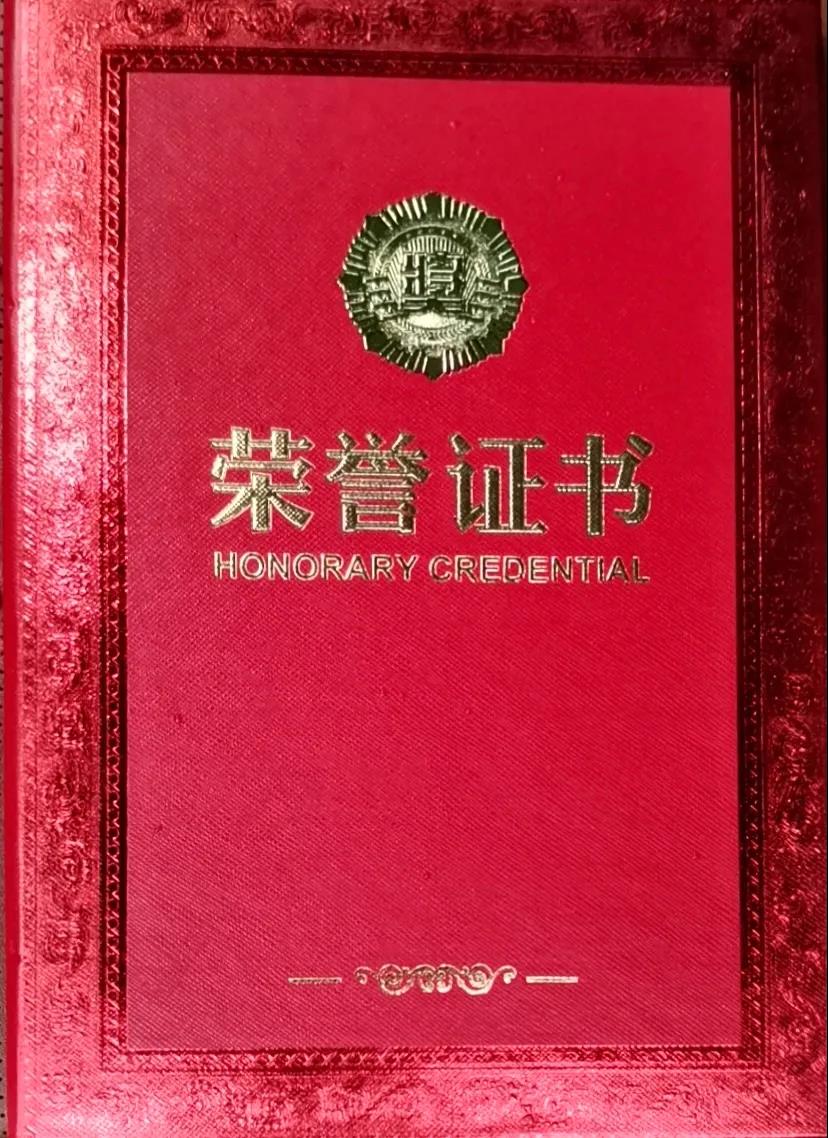 荣誉证书
HONORARY CREDENTIAL